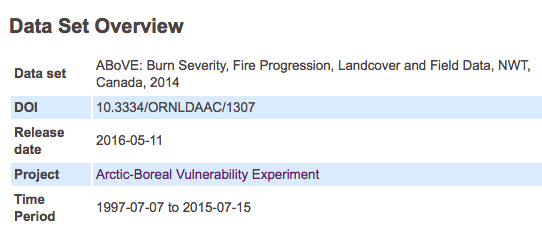 Data Set Overview
Data set
ABoVE: Burn Severity, Fire Progression, Landcover and Field Data, NWT,
Canada, 2014
DOI
10.3334/ORNLDAAC/1307
Release
date
2016-05-11
Project
Arctic-Boreal Vulnerability Experiment
Time
Period
1997-07-07 to 2015-07-15